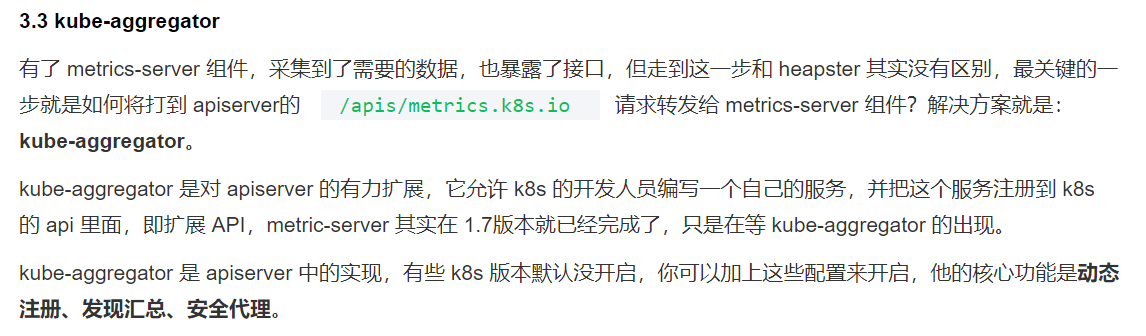 3.3 kube-aggregator
有了 metrics-server 组件，采集到了需要的数据，也暴露了接口，但走到这一步和 heapster 其实没有区别，最关键的一
步就是如何将打到 apiserver的 /apis/metrics.k8s.io 请求转发给 metrics-server 组件？解决方案就是：
kube-aggregator。
kube-aggregator 是对 apiserver 的有力扩展，它允许 k8s 的开发人员编写一个自己的服务，并把这个服务注册到 k8s
的 api 里面，即扩展 API，metric-server 其实在 1.7版本就已经完成了，只是在等 kube-aggregator 的出现。
kube-aggregator 是 apiserver 中的实现，有些 k8s 版本默认没开启，你可以加上这些配置来开启，他的核心功能是动态
注册、发现汇总、安全代理。